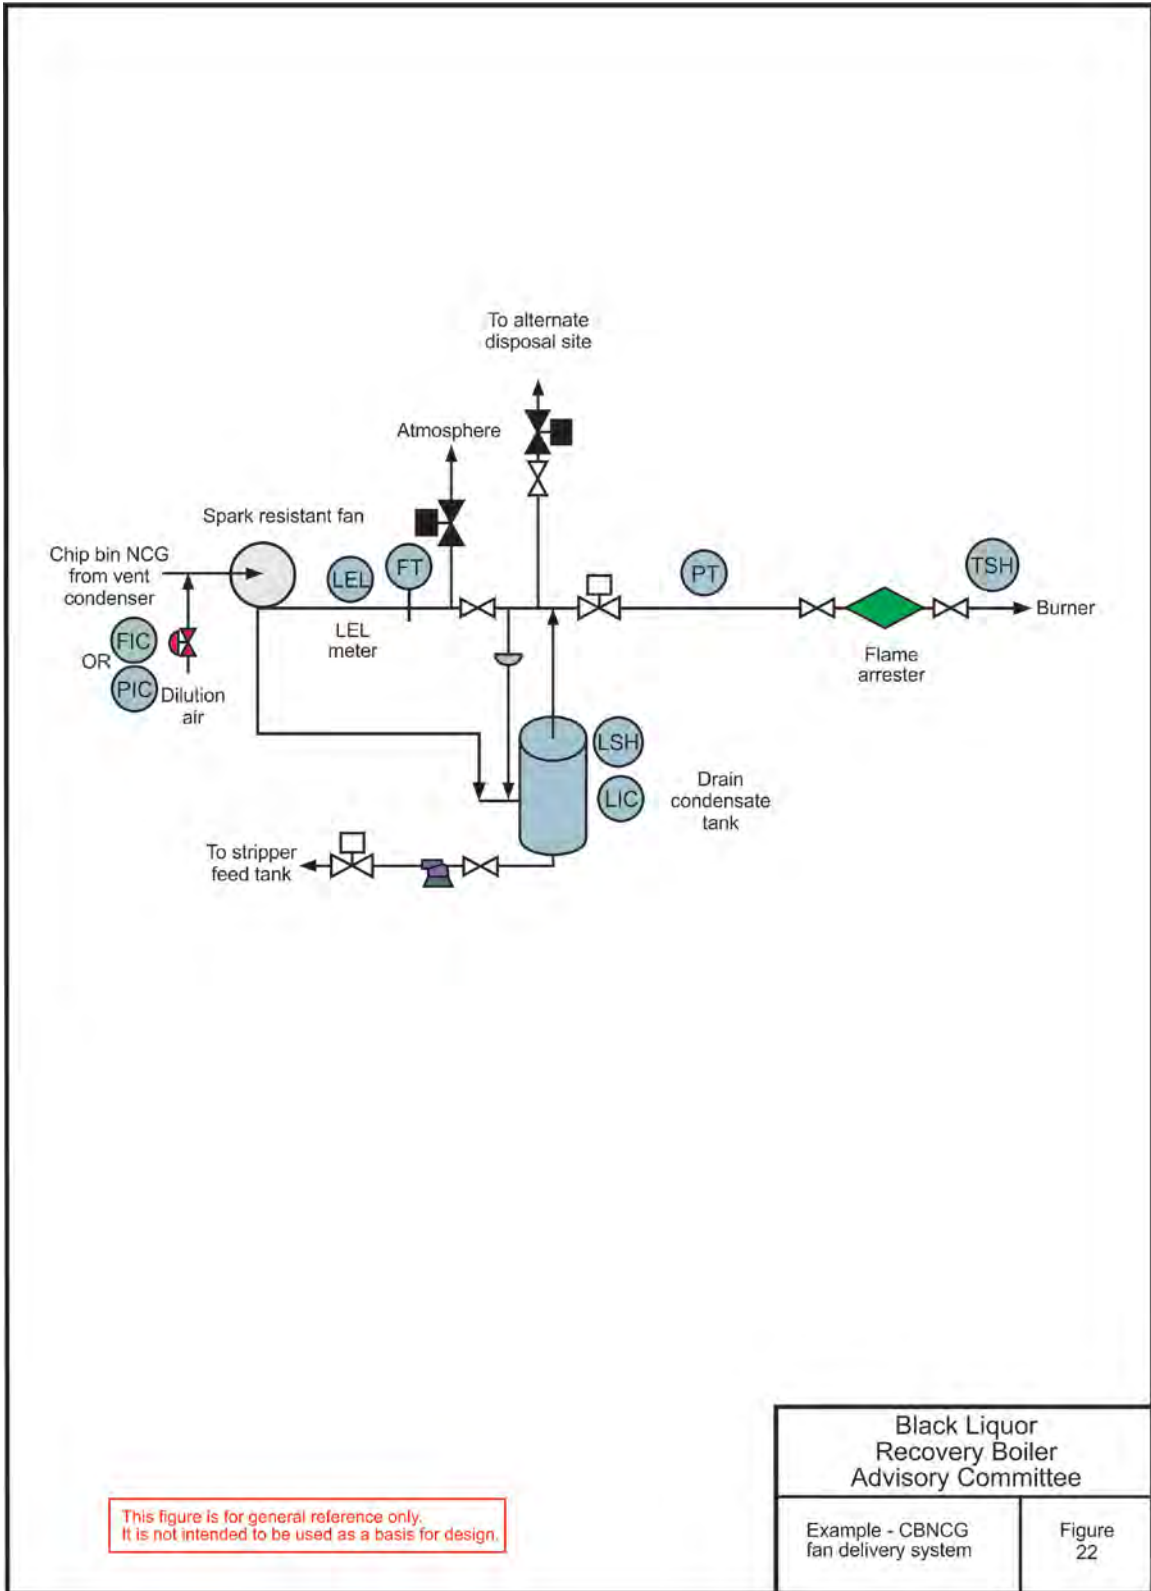 To alternate
disposal site
Atmosphere
Spark resistant fan
Chip bin NCG
from vent
condenser
LEL
FT
PT
TSH
Burner
LEL
meter
Flame
arrester
FIC
OR
PIC
Dilution
air
LSH
LIC
Drain
condensate
tank
To stripper
feed tank
This figure is for general reference only.
It is not intended to be used as a basis for design.
Black Liquor
Recovery Boiler
Advisory Committee
Example - CBNCG
fan delivery system
Figure
22